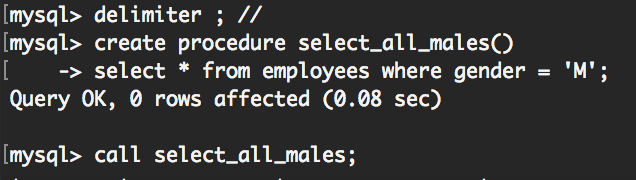 [mysql> delimiter ; //
[mysql> create procedure select_all_males()
[    -> select * from employees where gender = 'M';
Query OK, 0 rows affected (0.08 sec)
[mysql> call select_all_males;